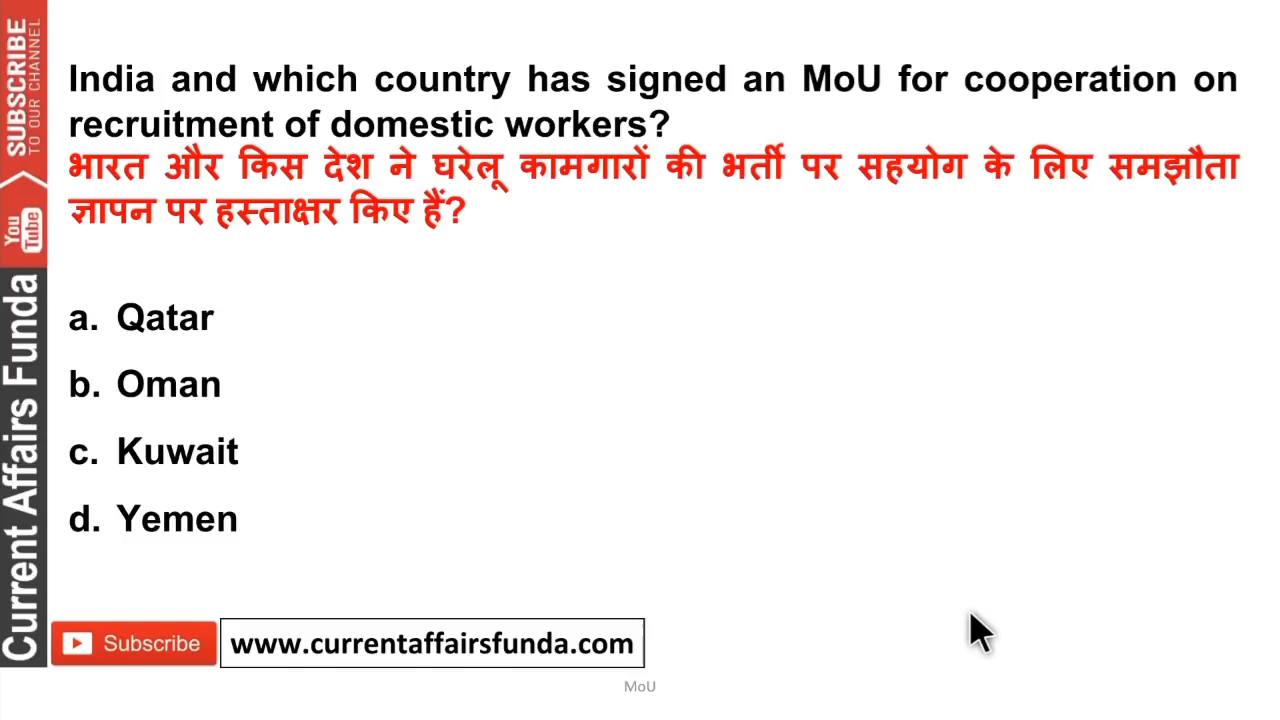 India and which country has signed an MoU for cooperation on
recruitment of domestic workers?
भारत और किस देश ने घरेलू कामगारों की भर्ती पर सहयोग के लिए समझौता
ज्ञापन पर हस्ताक्षर किए हैं?
a. Qatar
b. Oman
c. Kuwait
d. Yemen
SUBSCRIBE
TO OUR CHANNEL
You
Tube
Current Affairs Funda
Subscribe
www.currentaffairsfunda.com
MoU